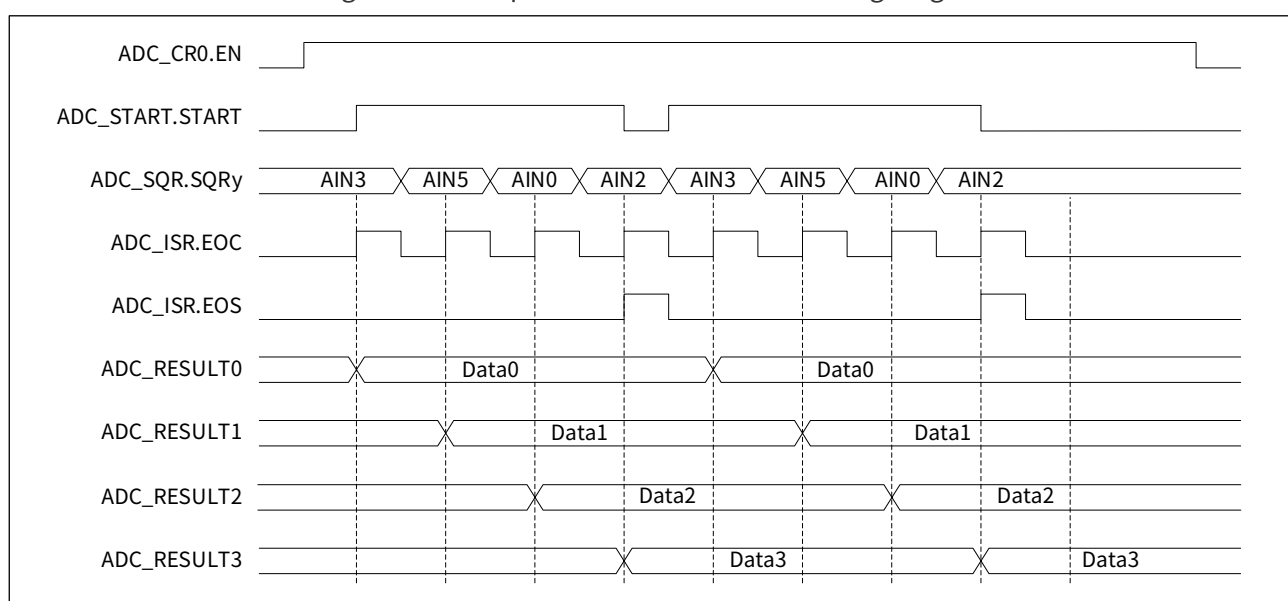 ADC_CR0.EN
ADC_START.START
ADC_SQR.SQRy AIN3 AIN5 AIN0 AIN2 AIN3 AIN5 AIN0 AIN2
ADC_ISR.EOC
ADC_ISR.EOS
ADC_RESULT0 Data0 Data0
ADC_RESULT1 Data1 Data1
ADC_RESULT2 Data2 Data2
ADC_RESULT3 Data3 Data3